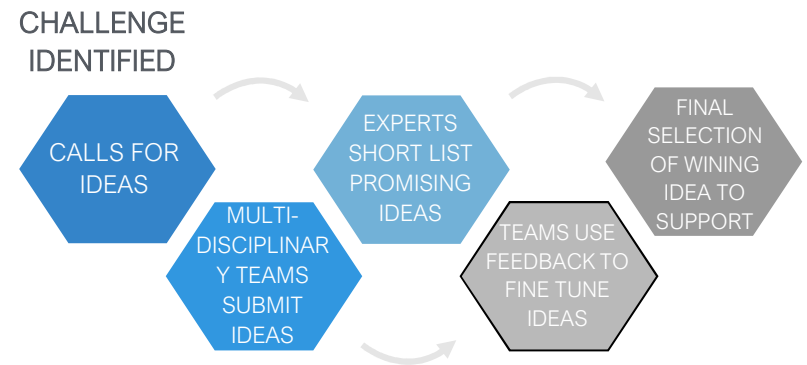 CHALLENGE
IDENTIFIED
CALLS FOR
IDEAS
MULTI-
DISCIPLINAR
Y TEAMS
SUBMIT
IDEAS
EXPERTS
SHORT LIST
PROMISING
IDEAS
TEAMS USE
FEEDBACK TO
FINE TUNE
IDEAS
FINAL
SELECTION
OF WINING
IDEA TO
SUPPORT